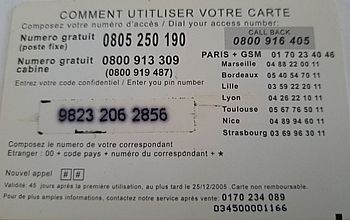 COMMENT UTITLISER VOTRE CARTE
Composez votre numéro d'accès / Dial your access number:
Numero gratuit 0805 250 190
(poste fixe)
CALL BACK
0800 916 405
Numero gratuit 0800 913 309
cabine (0800 919 487)
PARIS + GSM 01 70 23 40 46
Marseille 04 88 22 00 11
Bordeaux 05 40 54 70 11
Lille 03 59 22 20 11
Lyon 04 26 22 10 11
Toulouse 05 67 76 50 11
Nice 04 89 94 60 11
Strasbourg 03 69 96 30 11
Entrez votre code confidentiel / Enter you pin number
9823 206 2856
Composez le numero de votre correspondant
Etranger : 00 + code pays + numéro du correspondant + *
Nouvel appel # #
Validité: 45 jours après la première utilisation, au plus tard le 25/12/2005. Carte non remboursable.
Pour de plus amples informations, contactez notre service après vente: 0170 234 089
034500001166